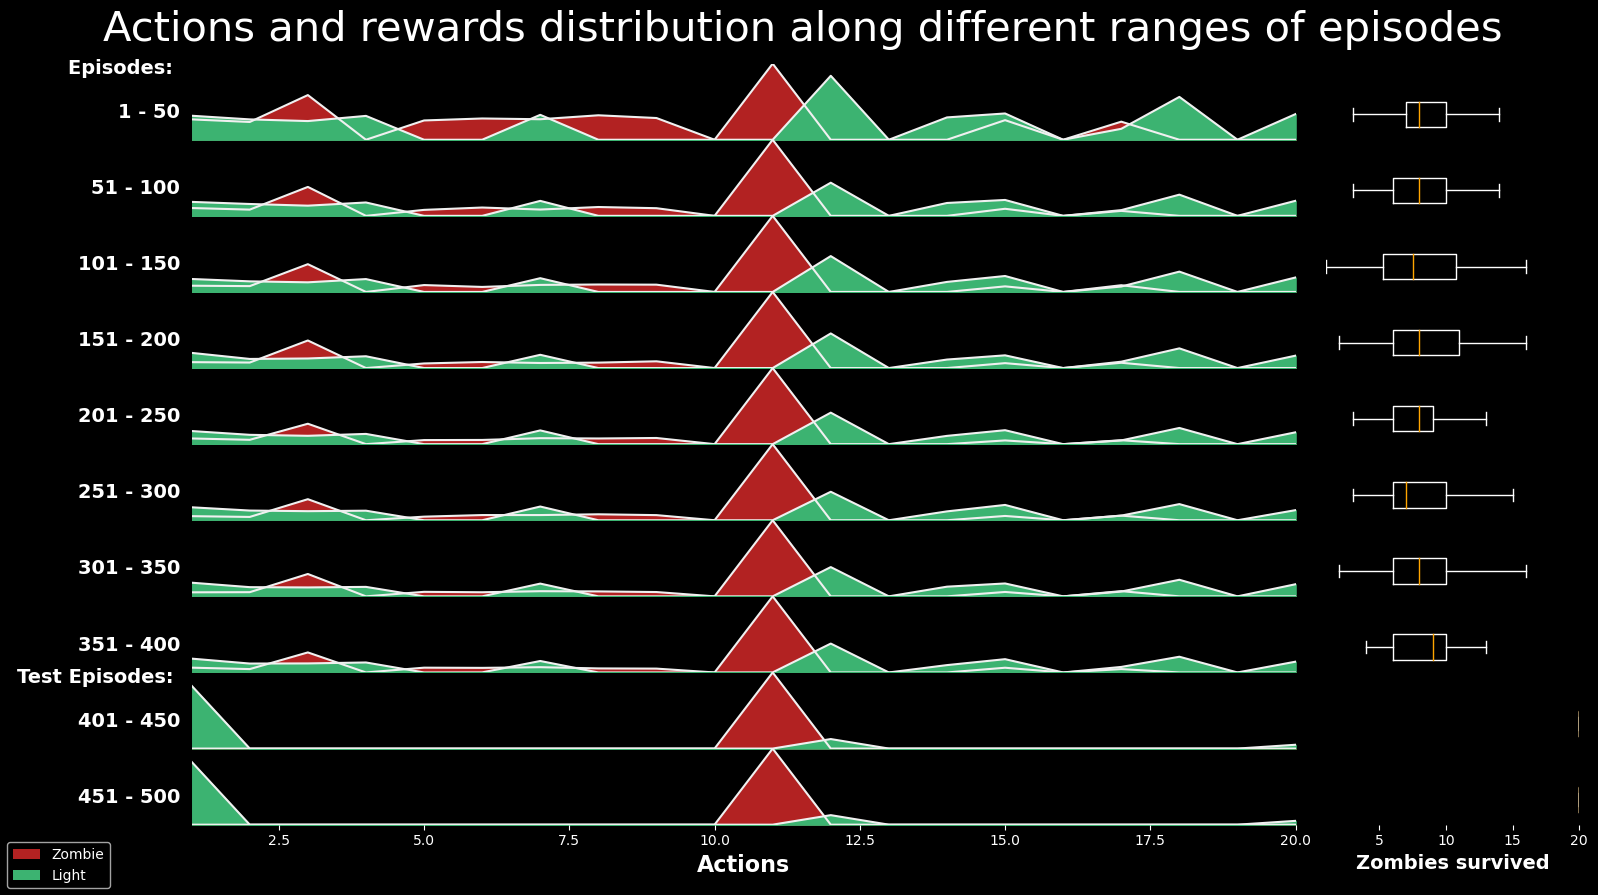 Actions and rewards distribution along different ranges of episodes
Episodes:
1 - 50
51 - 100
101 - 150
151 - 200
201 - 250
251 - 300
301 - 350
351 - 400
Test Episodes:
401 - 450
451 - 500
2.5 5.0 7.5 10.0 12.5 15.0 17.5 20.0
5 10 15 20
Actions
Zombies survived
Zombie
Light